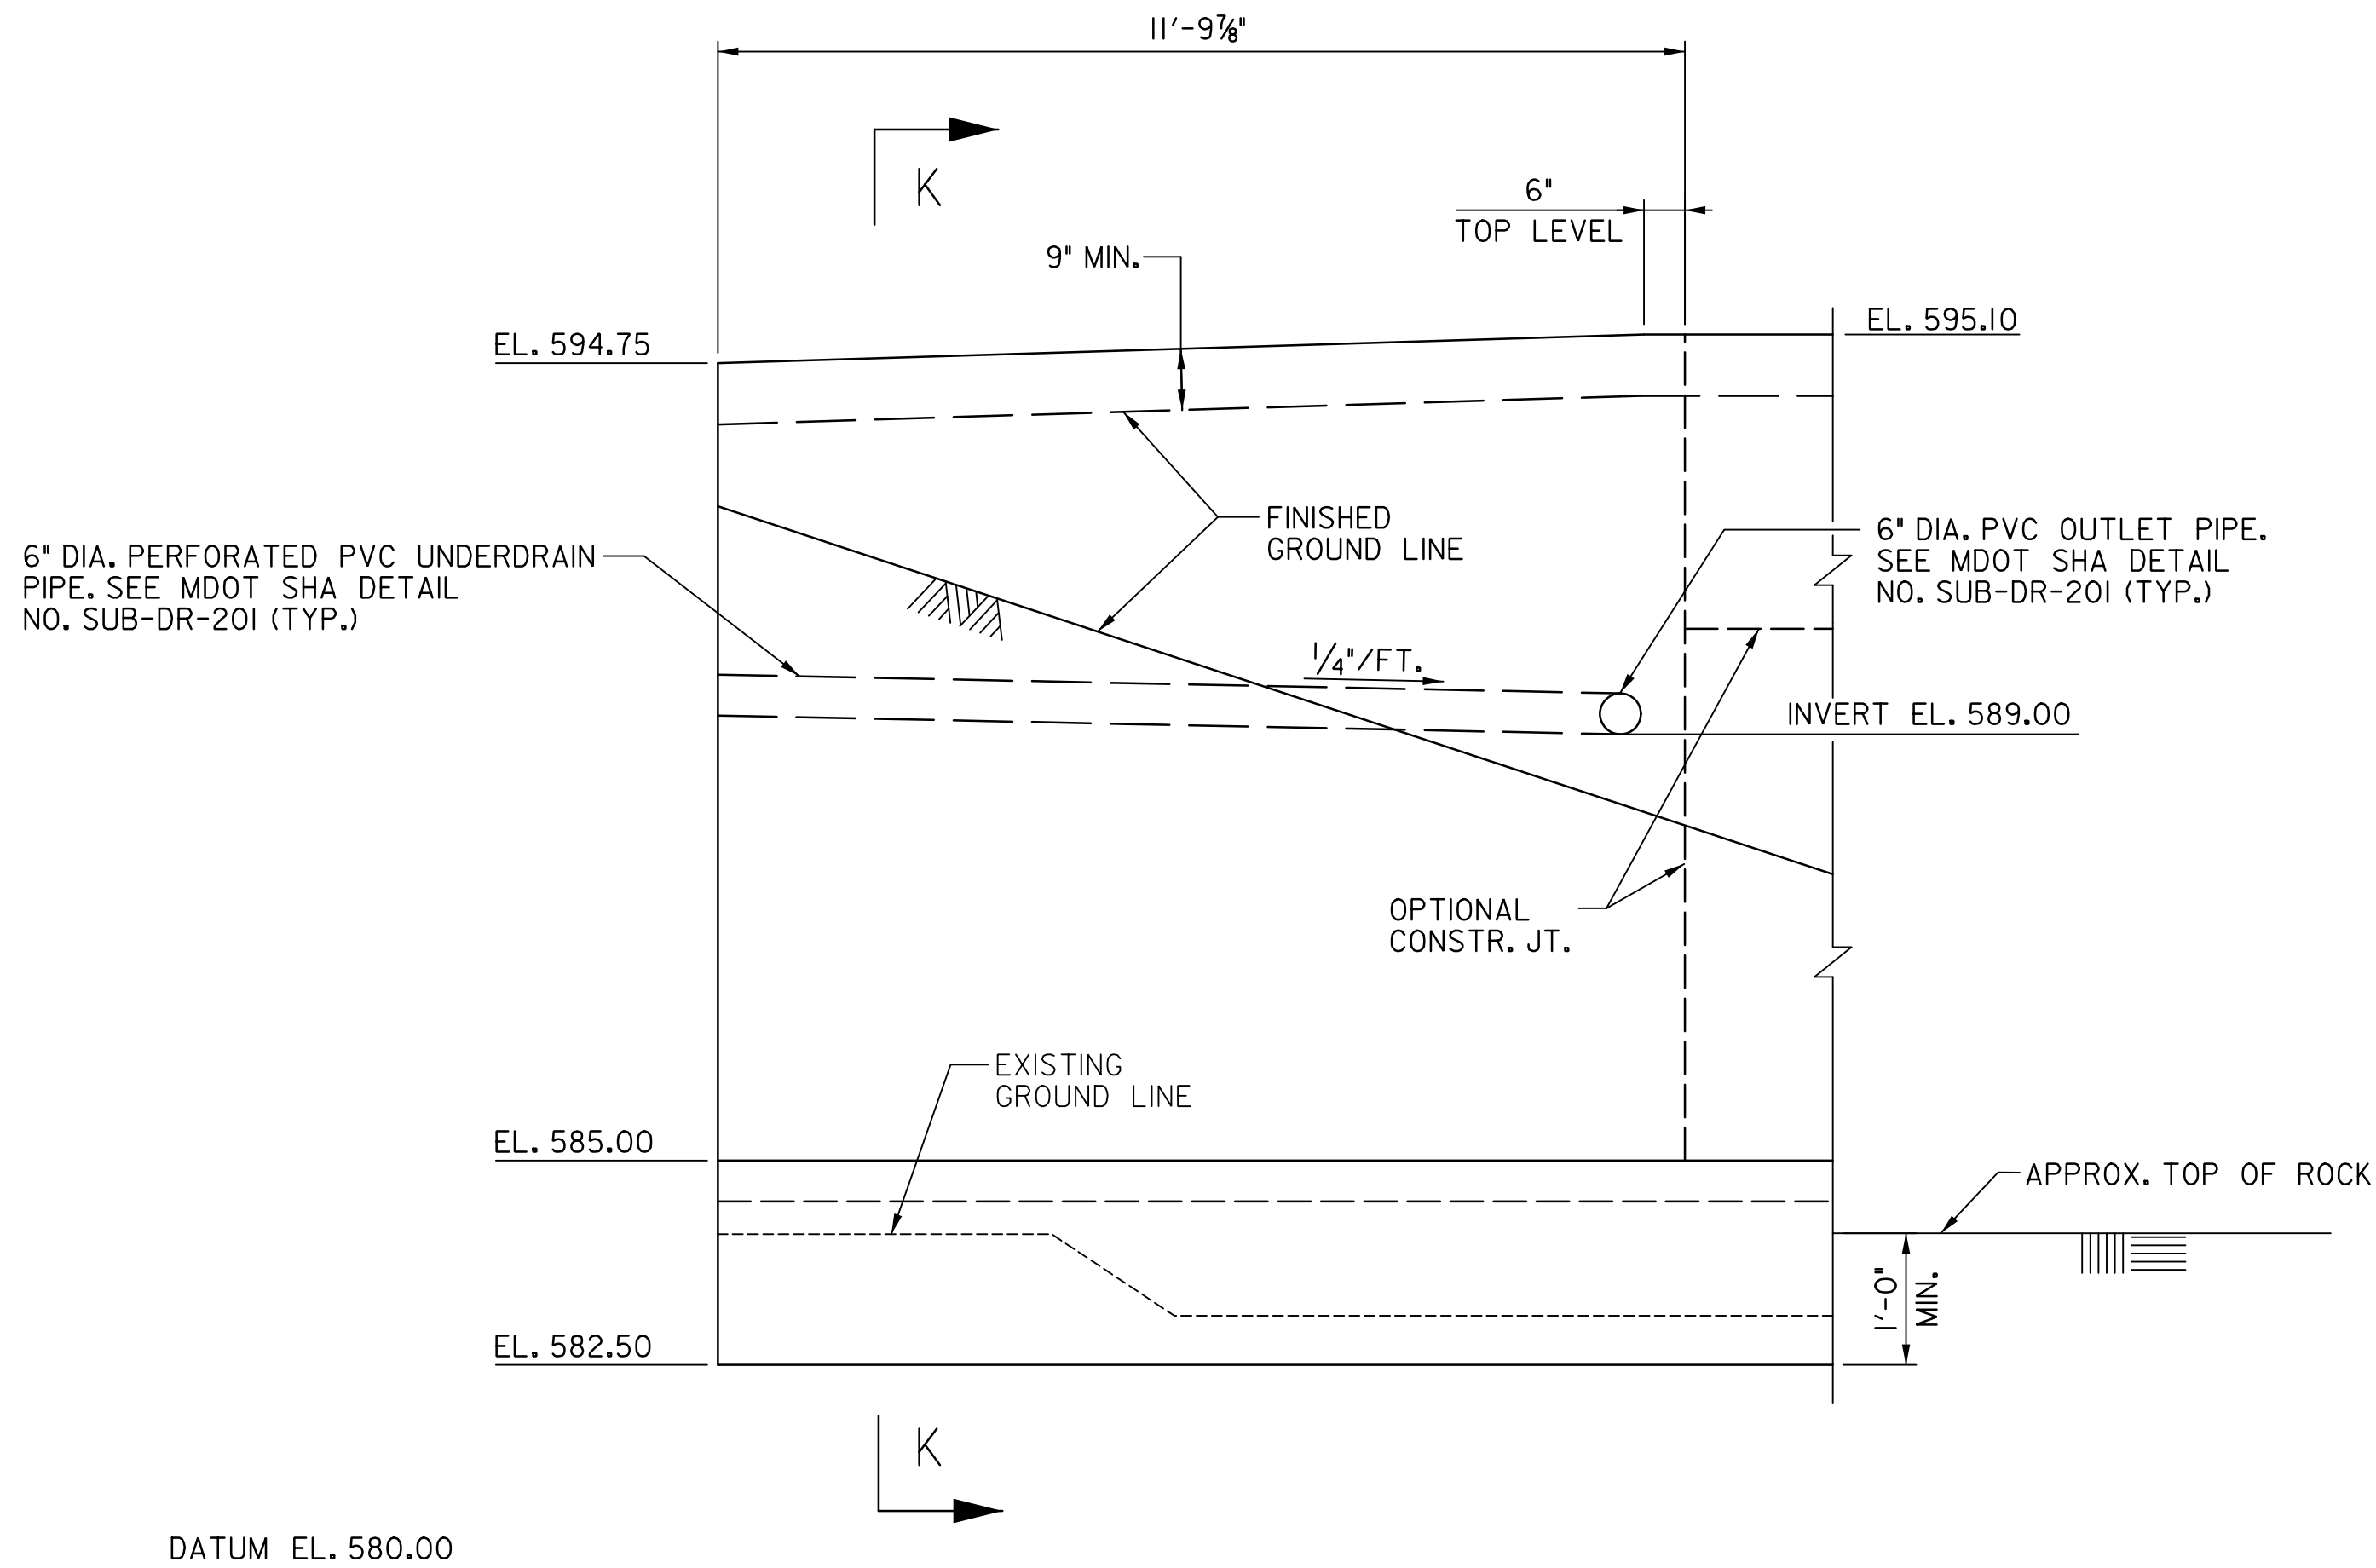 11'-9⅞"
K
6"
TOP LEVEL
9" MIN.
EL. 594.75
EL. 595.10
FINISHED
GROUND LINE
6" DIA. PERFORATED PVC UNDERDRAIN
PIPE. SEE MDOT SHA DETAIL
NO. SUB-DR-201 (TYP.)
6" DIA. PVC OUTLET PIPE.
SEE MDOT SHA DETAIL
NO. SUB-DR-201 (TYP.)
¼"/FT.
INVERT EL. 589.00
OPTIONAL
CONSTR. JT.
EXISTING
GROUND LINE
EL. 585.00
APPROX. TOP OF ROCK
1'-0"
MIN.
EL. 582.50
K
DATUM EL. 580.00